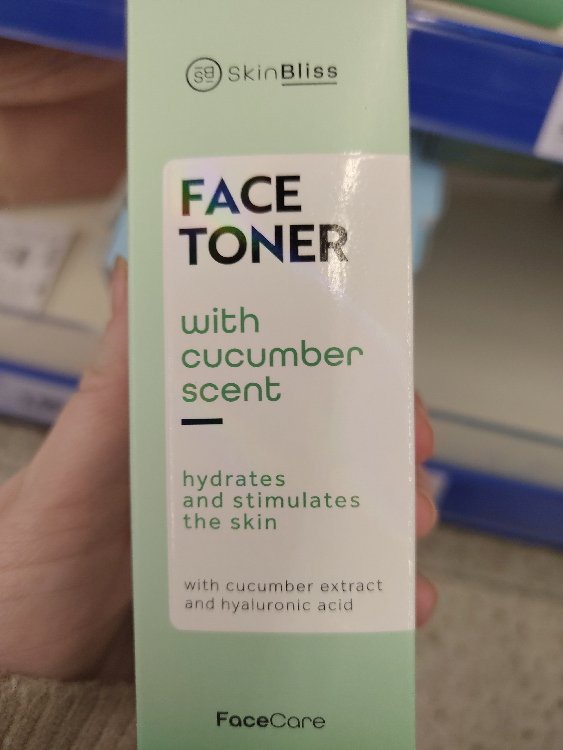 SkinBliss
FACE
TONER
with
cucumber
scent
hydrates
and stimulates
the skin
with cucumber extract
and hyaluronic acid
FaceCare